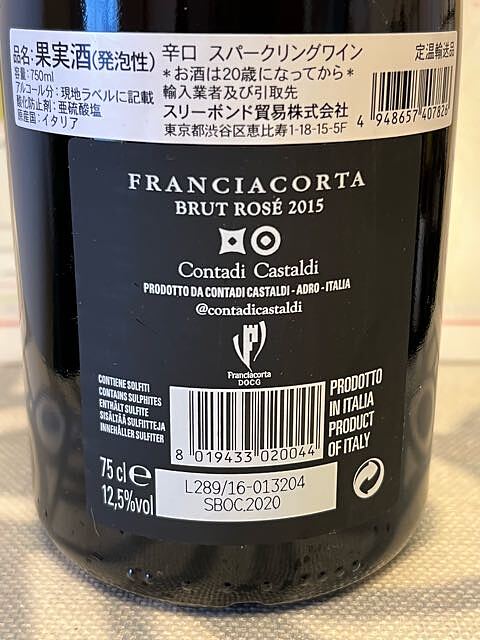 品名:果実酒(発泡性)
容量:750ml
アルコール分:現地ラベルに記載
酸化防止剤:亜硫酸塩
原産国:イタリア
辛口 スパークリングワイン
*お酒は20歳になってから*
輸入業者及び引取先
スリーボンド貿易株式会社
東京都渋谷区恵比寿1-18-15-5F
定温輸送品
4 948657 40782
FRANCIACORTA
BRUT ROSÉ 2015
Contadi Castaldi
PRODOTTO DA CONTADI CASTALDI - ADRO - ITALIA
@contadicastaldi
Franciacorta
DOCG
CONTIENE SOLFITI
CONTAINS SULPHITES
ENTHÄLT SULFITE
SISÄLTÄÄ SULFIITTEJA
INNEHÅLLER SULFITER
75 cl e
12,5%vol
8 019433 020044
L289/16-013204
SBOC.2020
PRODOTTO
IN ITALIA
PRODUCT
OF ITALY